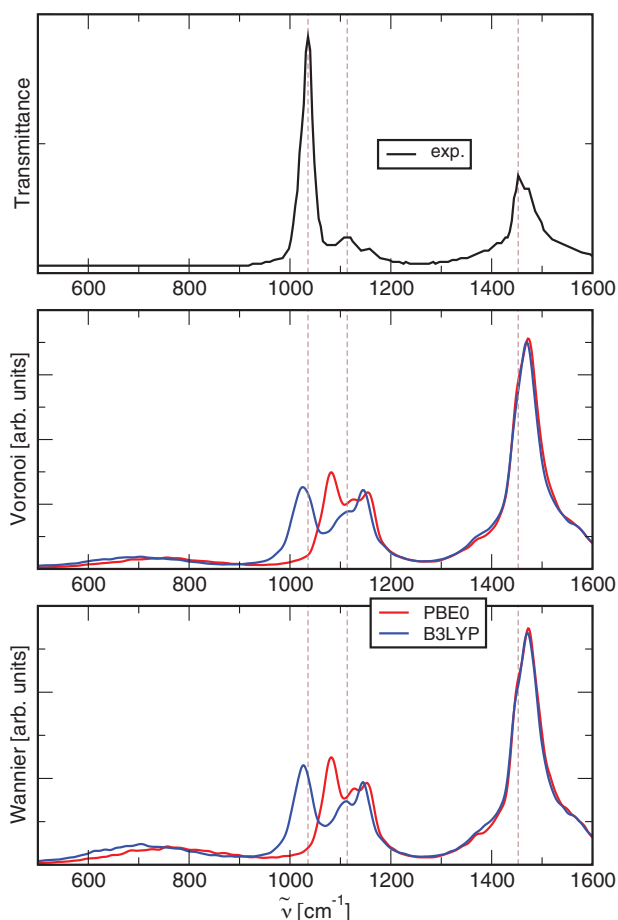 Transmittance
exp.
600 800 1000 1200 1400 1600
Voronoi [arb. units]
600 800 1000 1200 1400 1600
Wannier [arb. units]
PBE0
B3LYP
600 800 1000 1200 1400 1600
ν̃ [cm⁻¹]